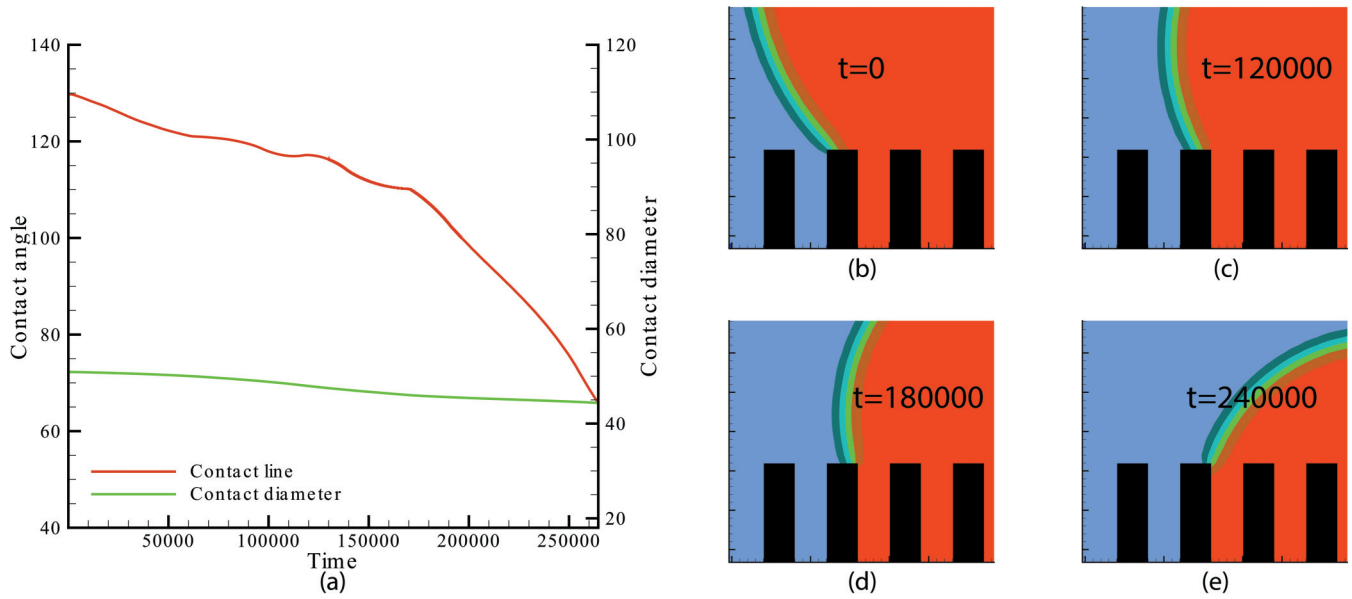 140
120
100
80
60
40
Contact angle
120
100
80
60
40
20
Contact diameter
Contact line
Contact diameter
50000 100000 150000 200000 250000
Time
(a)
t=0
(b)
t=120000
(c)
t=180000
(d)
t=240000
(e)